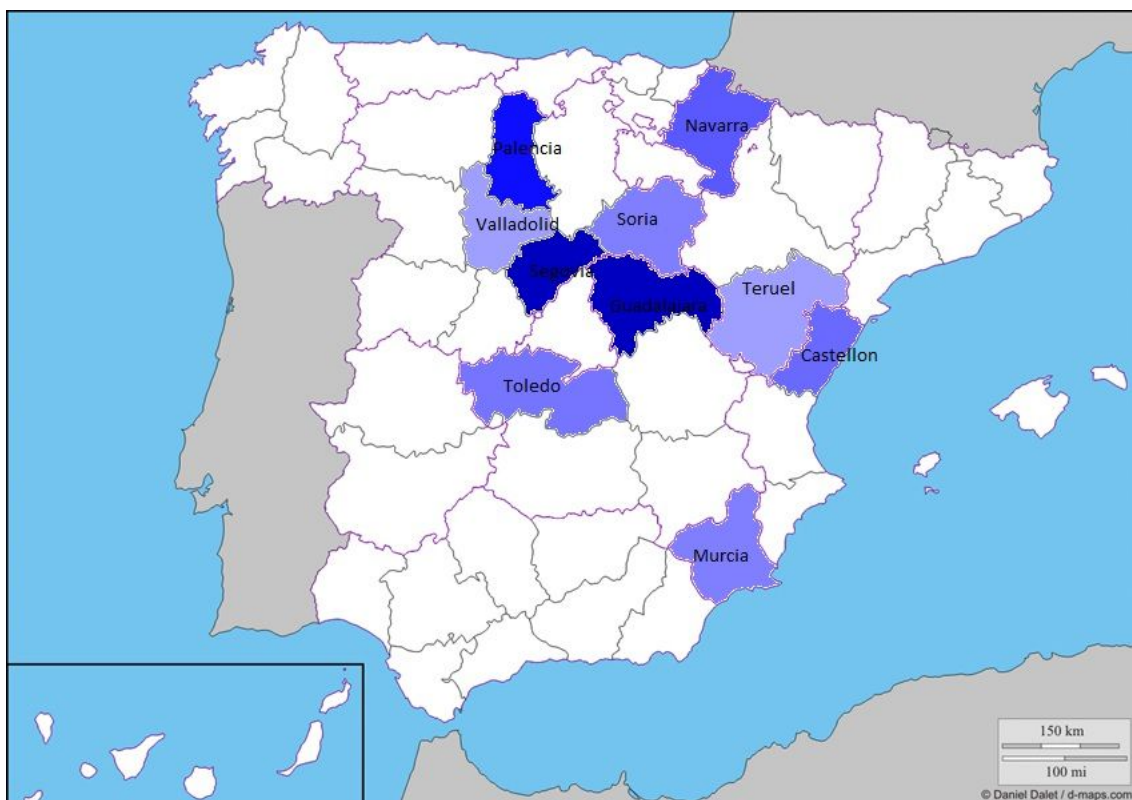 Navarra
Palencia
Soria
Valladolid
Segovia
Teruel
Guadalajara
Castellon
Toledo
Murcia
150 km
100 mi
© Daniel Dalet / d-maps.com